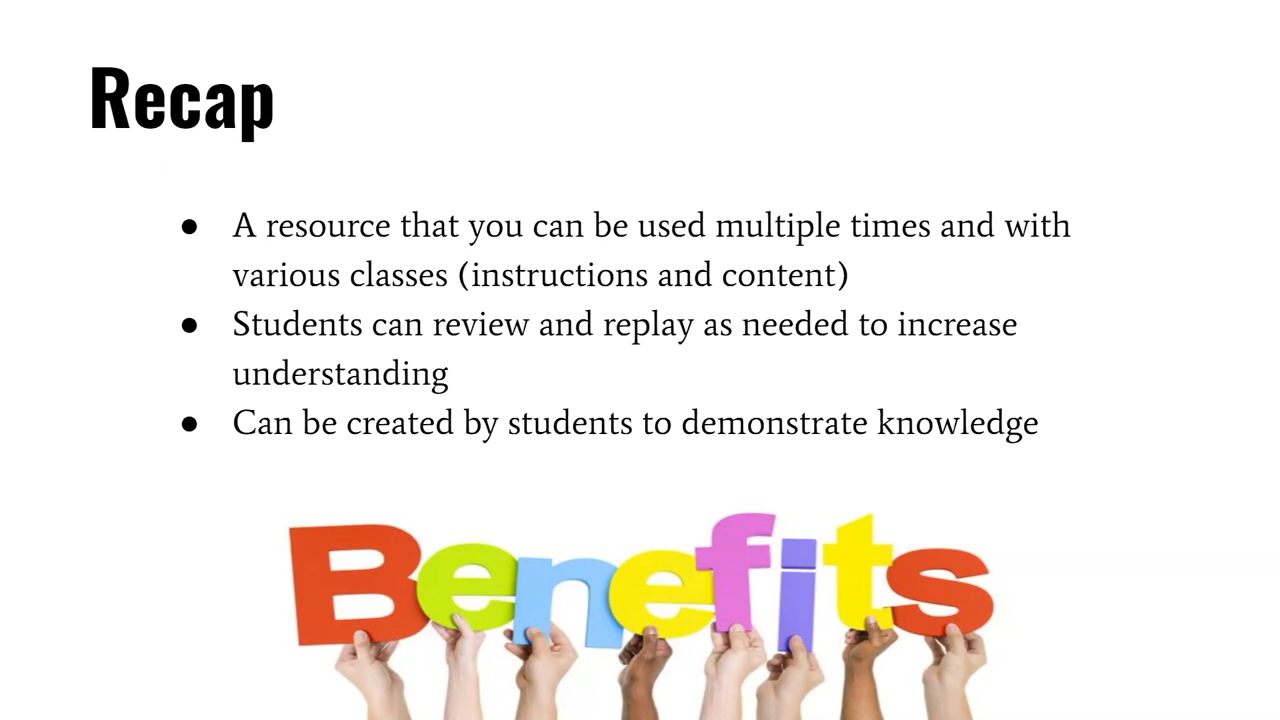 Recap
● A resource that you can be used multiple times and with
various classes (instructions and content)
● Students can review and replay as needed to increase
understanding
● Can be created by students to demonstrate knowledge
Benefits